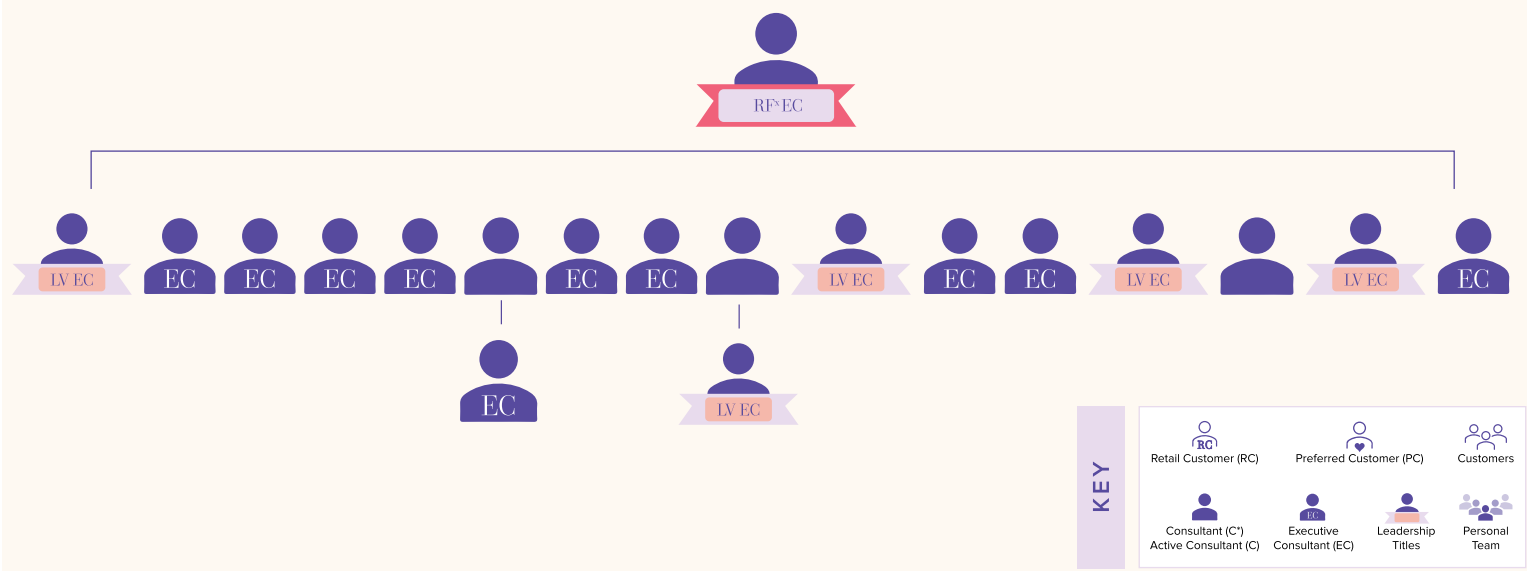 RFˣ EC
LV EC
EC
EC
EC
EC
EC
EC
LV EC
EC
EC
LV EC
LV EC
EC
EC
LV EC
KEY
RC
Retail Customer (RC)
Preferred Customer (PC)
Customers
EC
Consultant (C*)
Active Consultant (C)
Executive
Consultant (EC)
Leadership
Titles
Personal
Team